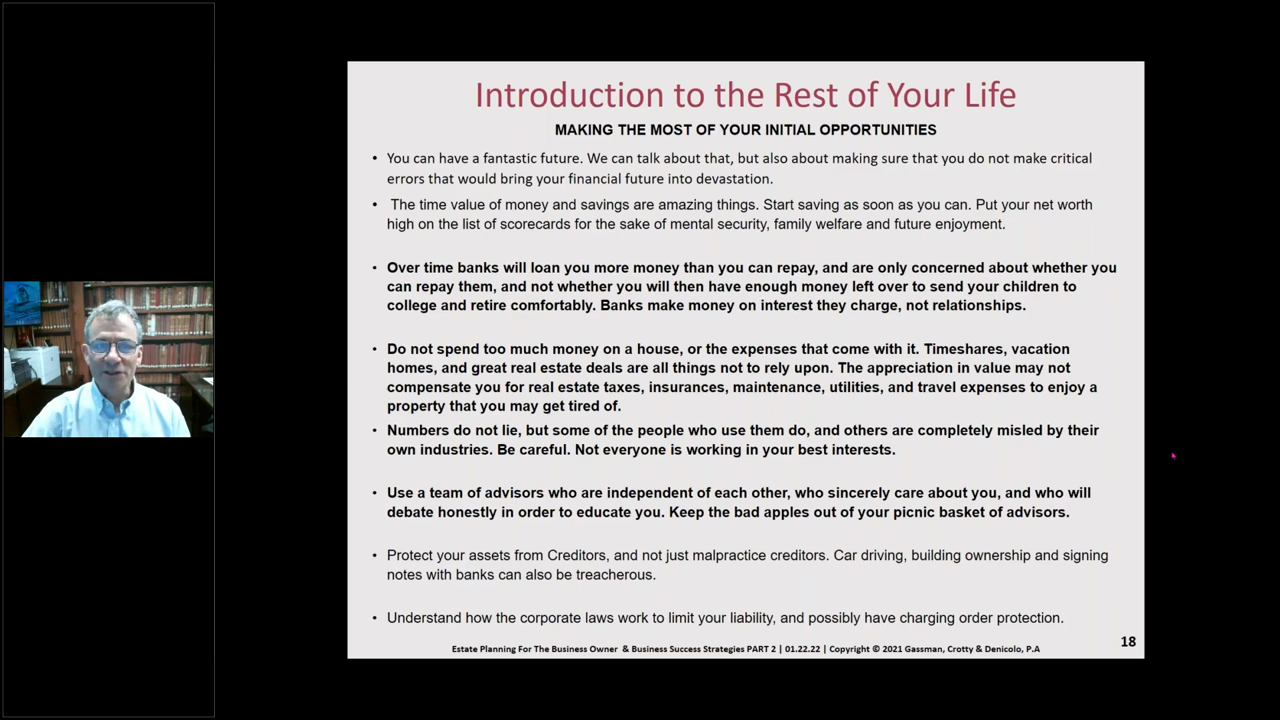 Introduction to the Rest of Your Life
MAKING THE MOST OF YOUR INITIAL OPPORTUNITIES
• You can have a fantastic future. We can talk about that, but also about making sure that you do not make critical
errors that would bring your financial future into devastation.
• The time value of money and savings are amazing things. Start saving as soon as you can. Put your net worth
high on the list of scorecards for the sake of mental security, family welfare and future enjoyment.
• Over time banks will loan you more money than you can repay, and are only concerned about whether you
can repay them, and not whether you will then have enough money left over to send your children to
college and retire comfortably. Banks make money on interest they charge, not relationships.
• Do not spend too much money on a house, or the expenses that come with it. Timeshares, vacation
homes, and great real estate deals are all things not to rely upon. The appreciation in value may not
compensate you for real estate taxes, insurances, maintenance, utilities, and travel expenses to enjoy a
property that you may get tired of.
• Numbers do not lie, but some of the people who use them do, and others are completely misled by their
own industries. Be careful. Not everyone is working in your best interests.
• Use a team of advisors who are independent of each other, who sincerely care about you, and who will
debate honestly in order to educate you. Keep the bad apples out of your picnic basket of advisors.
• Protect your assets from Creditors, and not just malpractice creditors. Car driving, building ownership and signing
notes with banks can also be treacherous.
• Understand how the corporate laws work to limit your liability, and possibly have charging order protection.
Estate Planning For The Business Owner & Business Success Strategies PART 2 | 01.22.22 | Copyright © 2021 Gassman, Crotty & Denicolo, P.A
18